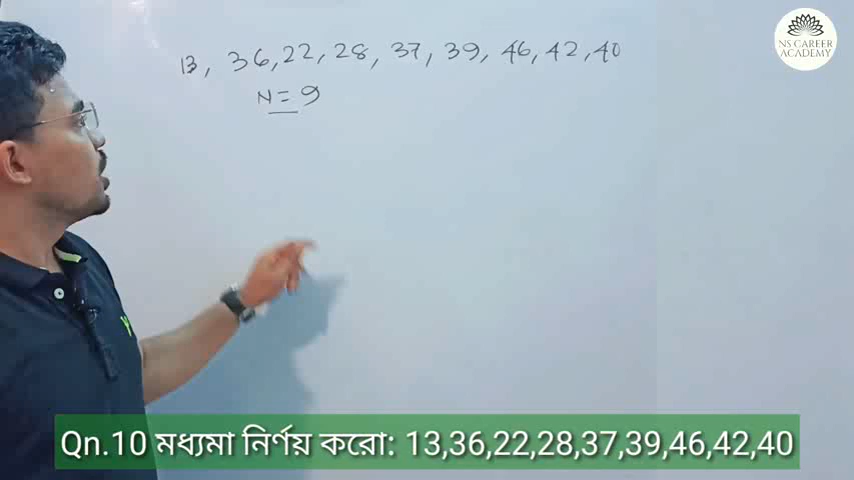 13, 36,22, 28, 37, 39, 46, 42, 40
N = 9
NS CAREER
ACADEMY
Qn.10 মধ্যমা নির্ণয় করো: 13,36,22,28,37,39,46,42,40